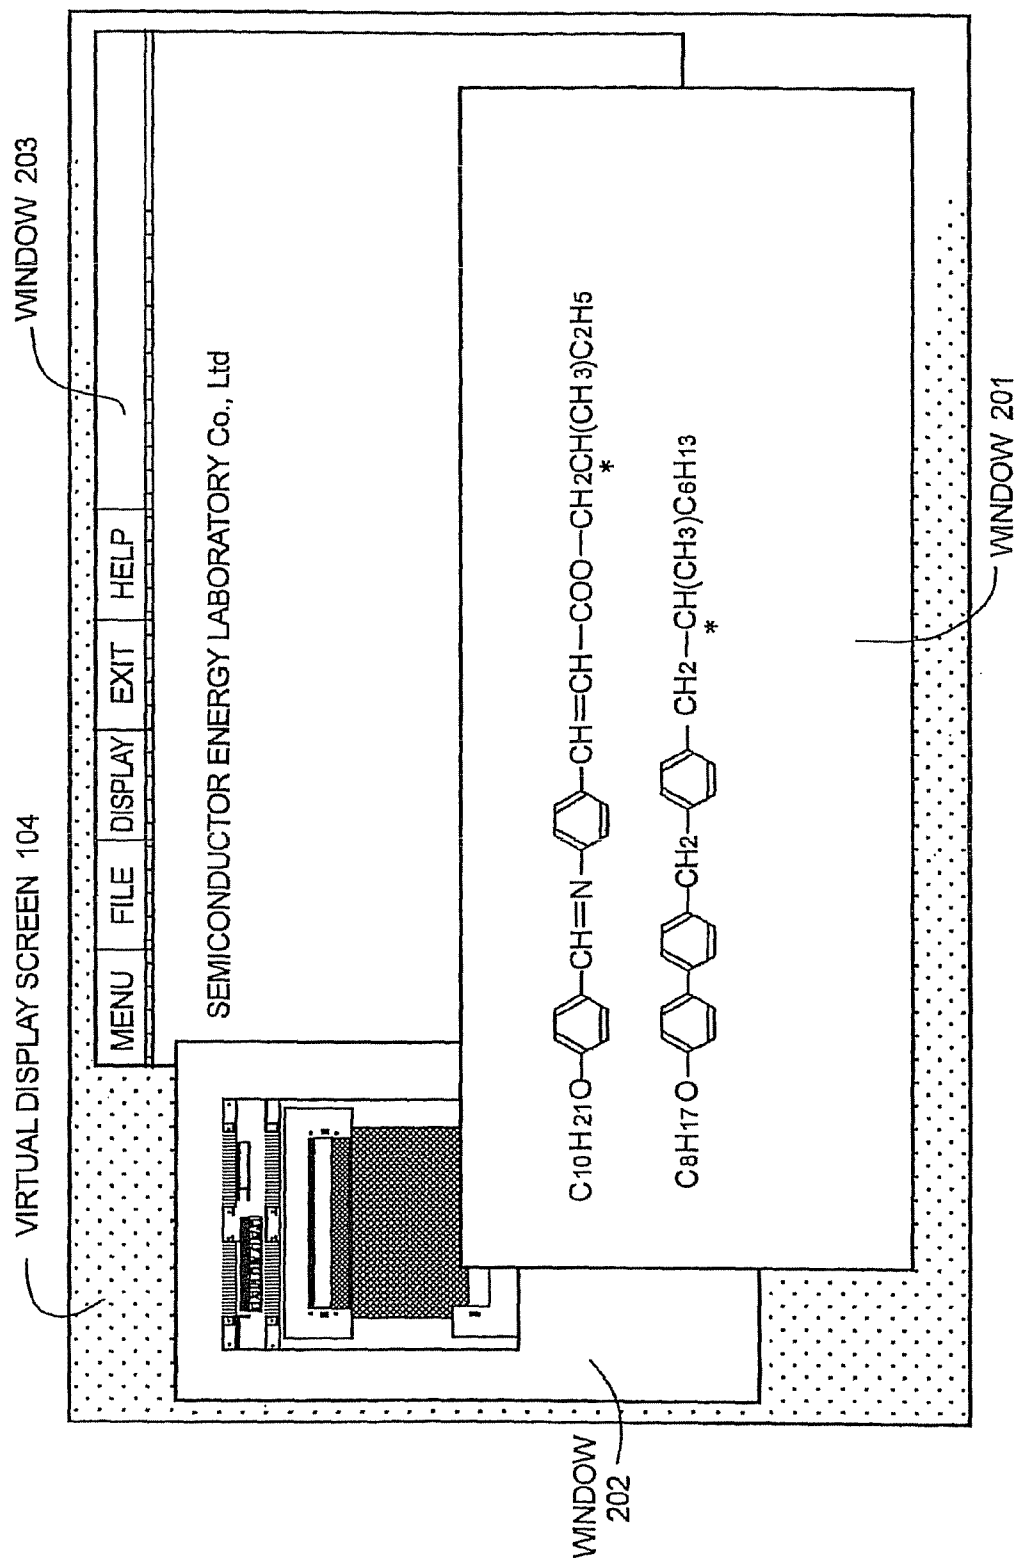 VIRTUAL DISPLAY SCREEN 104
WINDOW 203
MENU FILE DISPLAY EXIT HELP
SEMICONDUCTOR ENERGY LABORATORY Co., Ltd
C10H21O CH=N CH=CH—COO—CH2CH(CH3)C2H5
*
C8H17O CH2 CH2—CH(CH3)C6H13
*
WINDOW
202
WINDOW 201